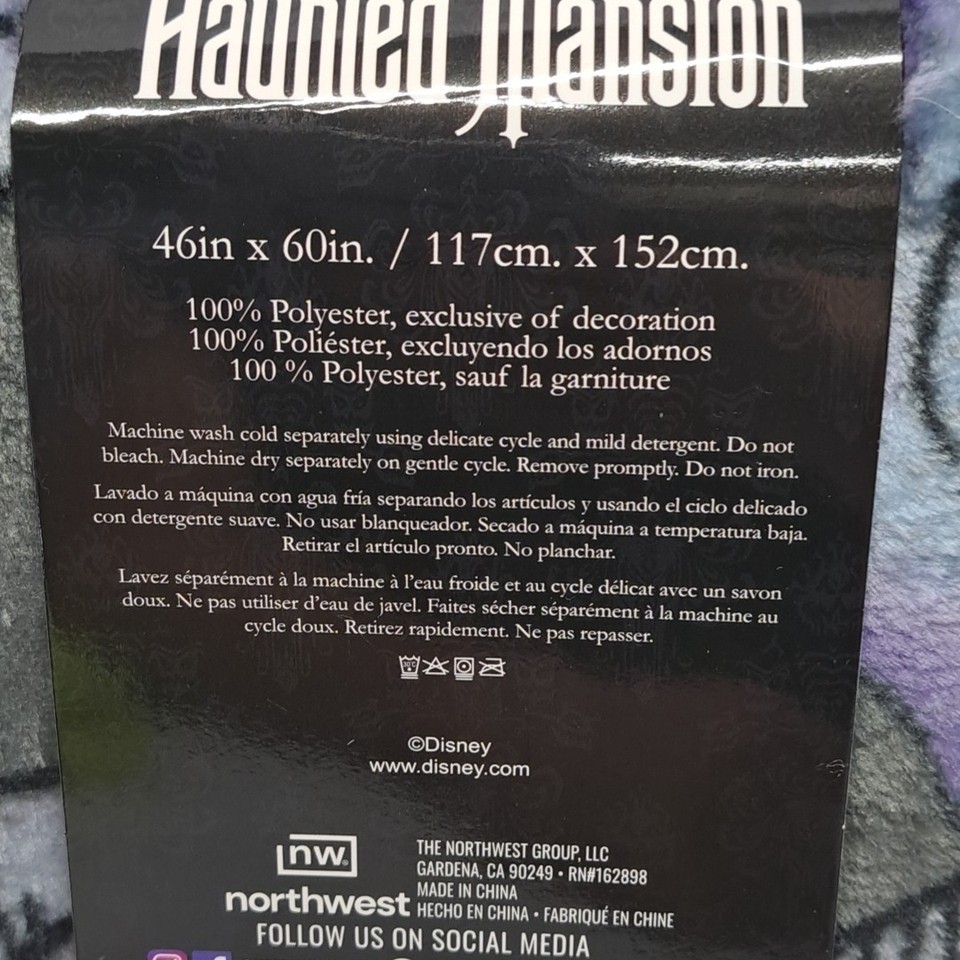 Haunted Mansion
46in x 60in. / 117cm. x 152cm.
100% Polyester, exclusive of decoration
100% Poliéster, excluyendo los adornos
100 % Polyester, sauf la garniture
Machine wash cold separately using delicate cycle and mild detergent. Do not
bleach. Machine dry separately on gentle cycle. Remove promptly. Do not iron.
Lavado a máquina con agua fría separando los artículos y usando el ciclo delicado
con detergente suave. No usar blanqueador. Secado a máquina a temperatura baja.
Retirar el artículo pronto. No planchar.
Lavez séparément à la machine à l'eau froide et au cycle délicat avec un savon
doux. Ne pas utiliser d'eau de javel. Faites sécher séparément à la machine au
cycle doux. Retirez rapidement. Ne pas repasser.
30°C
©Disney
www.disney.com
nw®
northwest
THE NORTHWEST GROUP, LLC
GARDENA, CA 90249 • RN#162898
MADE IN CHINA
HECHO EN CHINA • FABRIQUÉ EN CHINE
FOLLOW US ON SOCIAL MEDIA